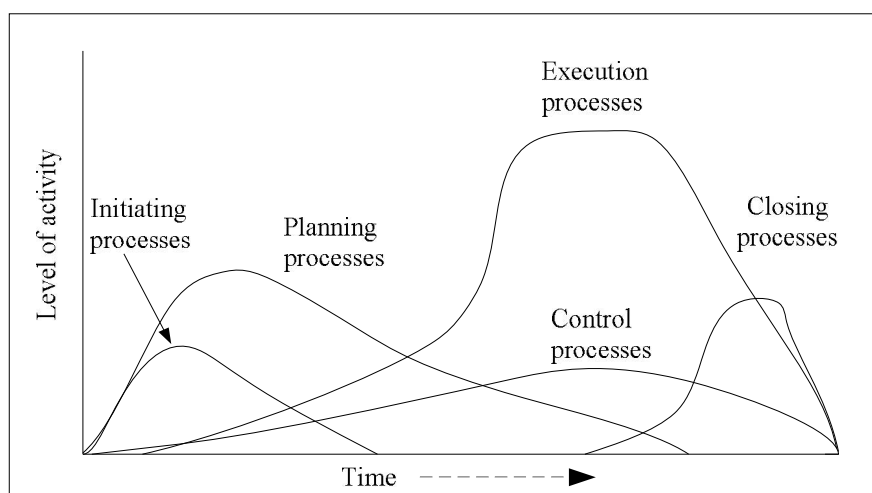 Execution
processes
Initiating
processes
Planning
processes
Closing
processes
Control
processes
Level of activity
Time